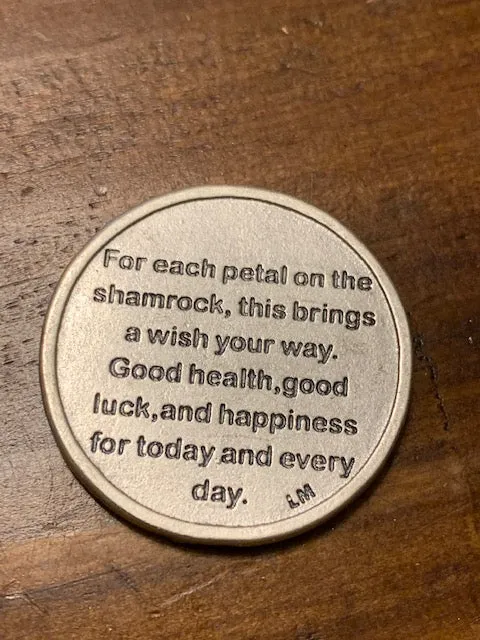 For each petal on the
shamrock, this brings
a wish your way.
Good health,good
luck,and happiness
for today and every
day.
LM